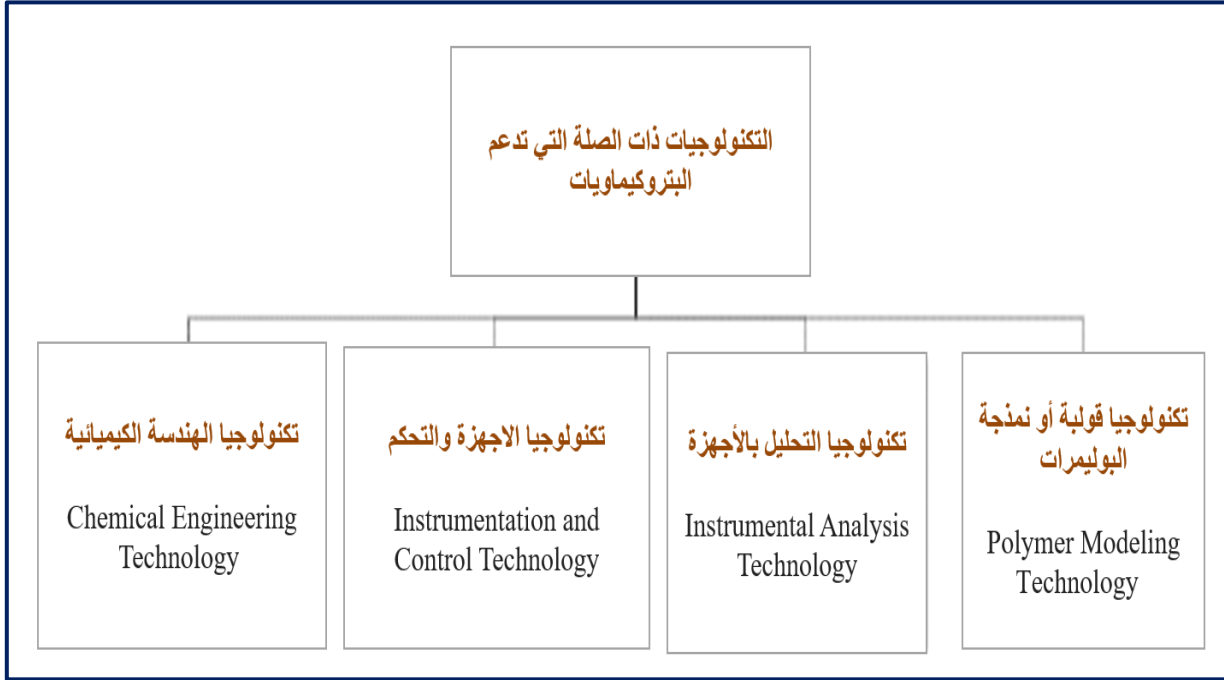 التكنولوجيات ذات الصلة التي تدعم
البتروكيماويات
تكنولوجيا قولبة أو نمذجة
البوليمرات
Polymer Modeling
Technology
تكنولوجيا التحليل بالأجهزة
Instrumental Analysis
Technology
تكنولوجيا الاجهزة والتحكم
Instrumentation and
Control Technology
تكنولوجيا الهندسة الكيميائية
Chemical Engineering
Technology